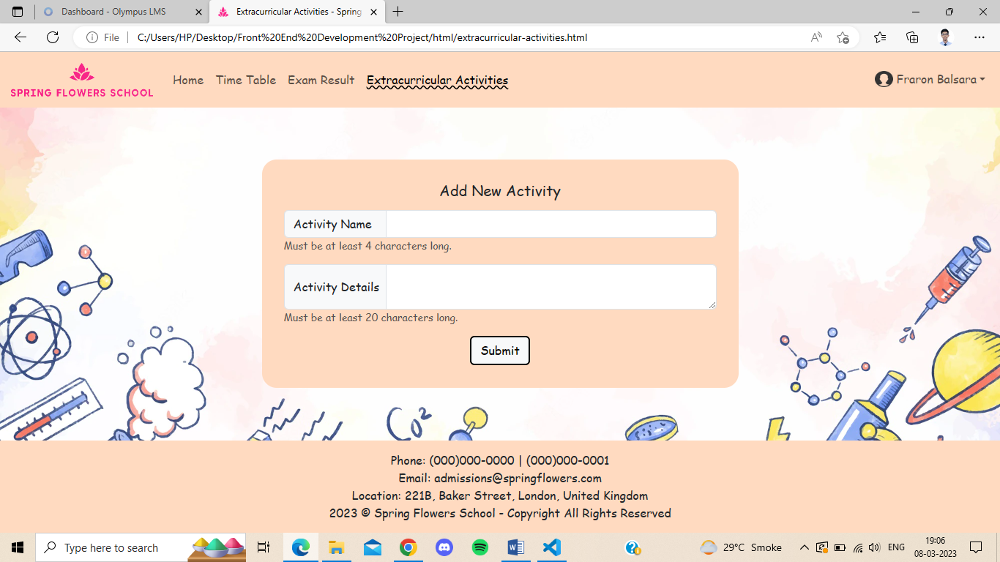 Dashboard - Olympus LMS
Extracurricular Activities - Spring
File
C:/Users/HP/Desktop/Front%20End%20Development%20Project/html/extracurricular-activities.html
SPRING FLOWERS SCHOOL
Home Time Table Exam Result Extracurricular Activities
Fraron Balsara
Add New Activity
Activity Name
Must be at least 4 characters long.
Activity Details
Must be at least 20 characters long.
Submit
CO²
Phone: (000)000-0000 | (000)000-0001
Email: admissions@springflowers.com
Location: 221B, Baker Street, London, United Kingdom
2023 © Spring Flowers School - Copyright All Rights Reserved
Type here to search
29°C Smoke
ENG
19:06
08-03-2023